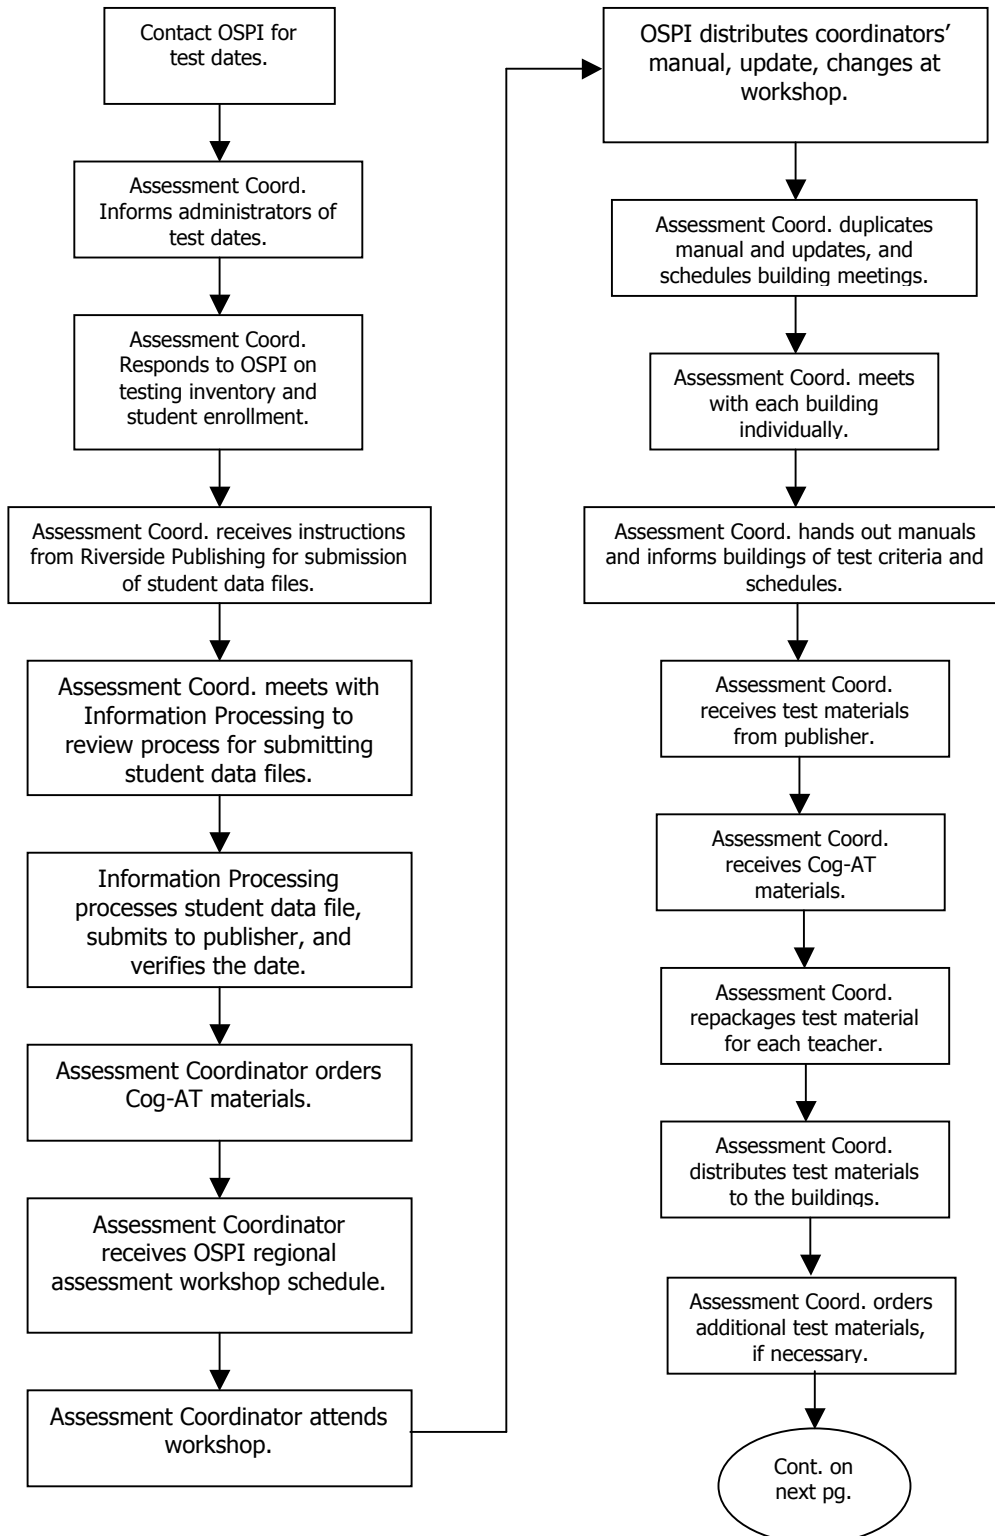 Contact OSPI for
test dates.
Assessment Coord.
Informs administrators of
test dates.
Assessment Coord.
Responds to OSPI on
testing inventory and
student enrollment.
Assessment Coord. receives instructions
from Riverside Publishing for submission
of student data files.
Assessment Coord. meets with
Information Processing to
review process for submitting
student data files.
Information Processing
processes student data file,
submits to publisher, and
verifies the date.
Assessment Coordinator orders
Cog-AT materials.
Assessment Coordinator
receives OSPI regional
assessment workshop schedule.
Assessment Coordinator attends
workshop.
OSPI distributes coordinators’
manual, update, changes at
workshop.
Assessment Coord. duplicates
manual and updates, and
schedules building meetings.
Assessment Coord. meets
with each building
individually.
Assessment Coord. hands out manuals
and informs buildings of test criteria and
schedules.
Assessment Coord.
receives test materials
from publisher.
Assessment Coord.
receives Cog-AT
materials.
Assessment Coord.
repackages test material
for each teacher.
Assessment Coord.
distributes test materials
to the buildings.
Assessment Coord. orders
additional test materials,
if necessary.
Cont. on
next pg.